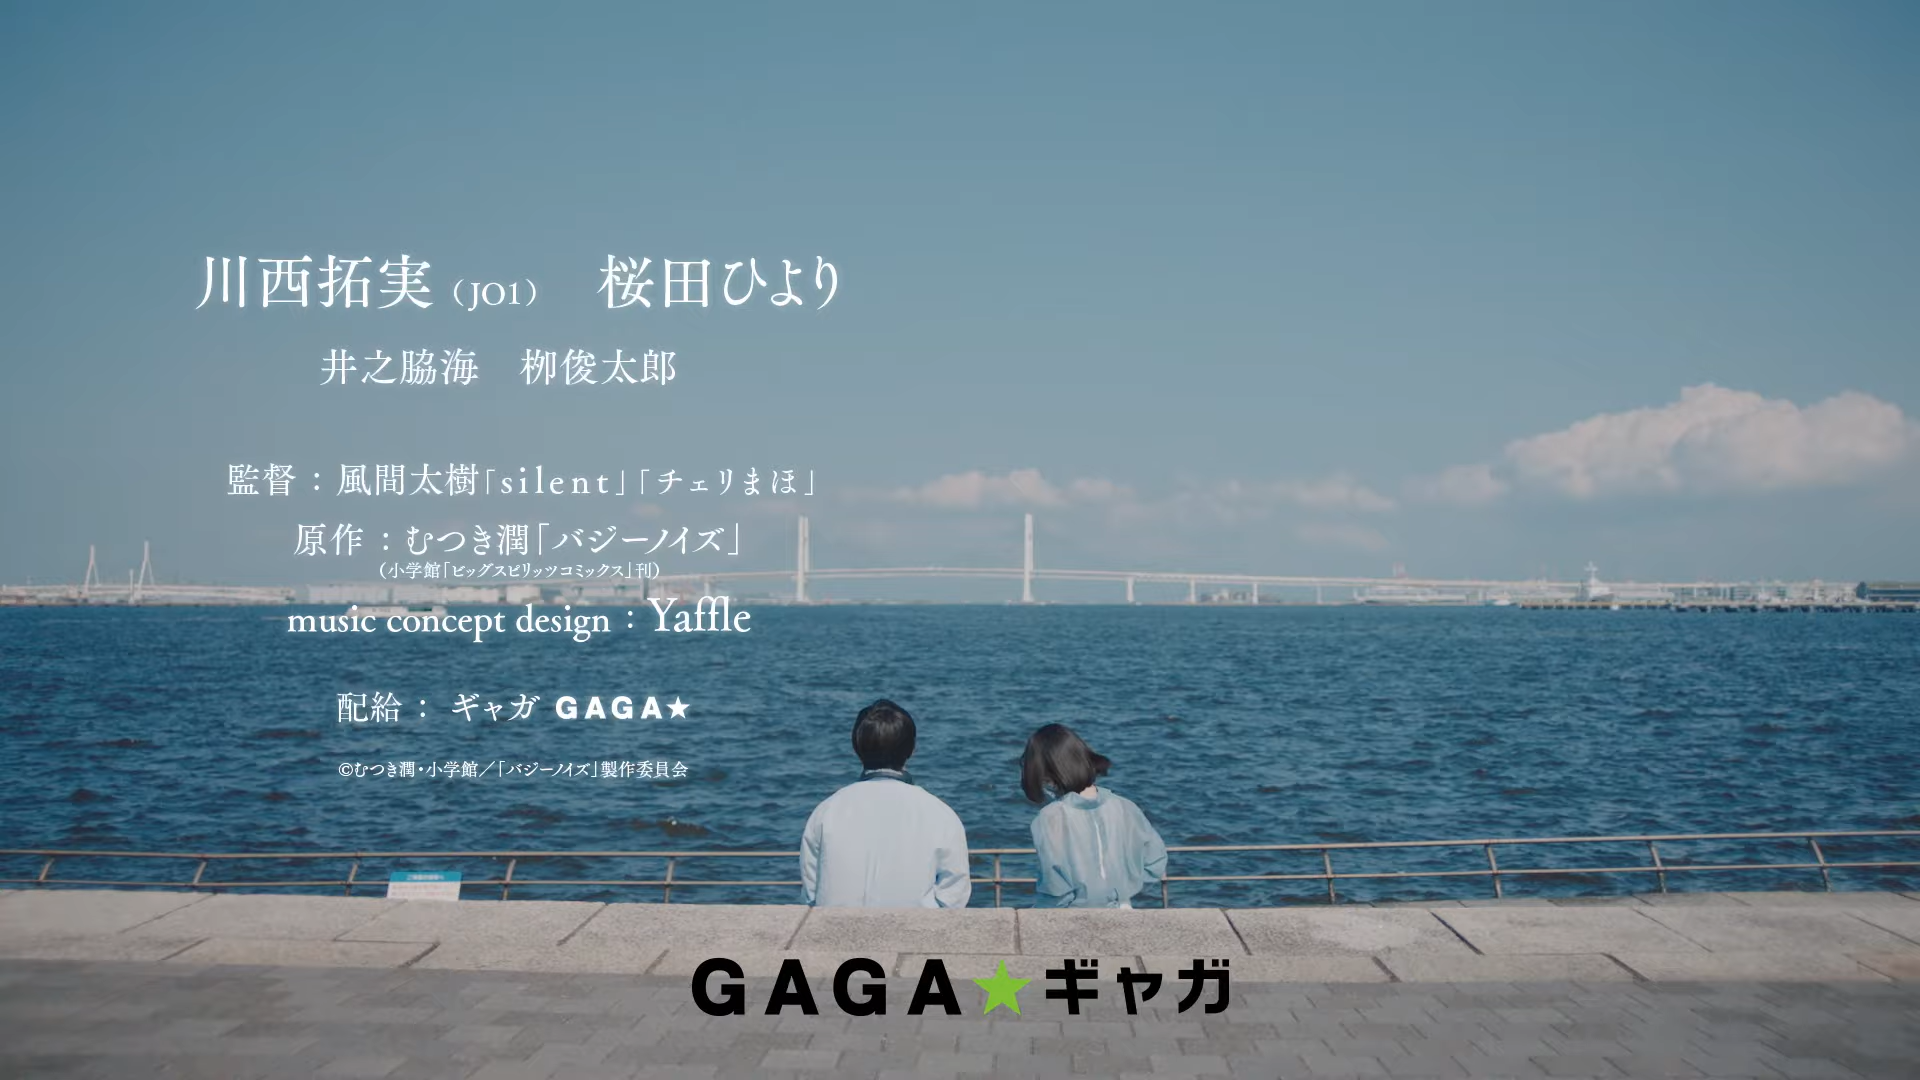 川西拓実（JO1）　桜田ひより
井之脇海　栁俊太郎
監督：風間太樹「silent」「チェリまほ」
原作：むつき潤「バジーノイズ」
（小学館「ビッグスピリッツコミックス」刊）
music concept design : Yaffle
配給： ギャガ GAGA★
©むつき潤・小学館／「バジーノイズ」製作委員会
GAGA★ギャガ